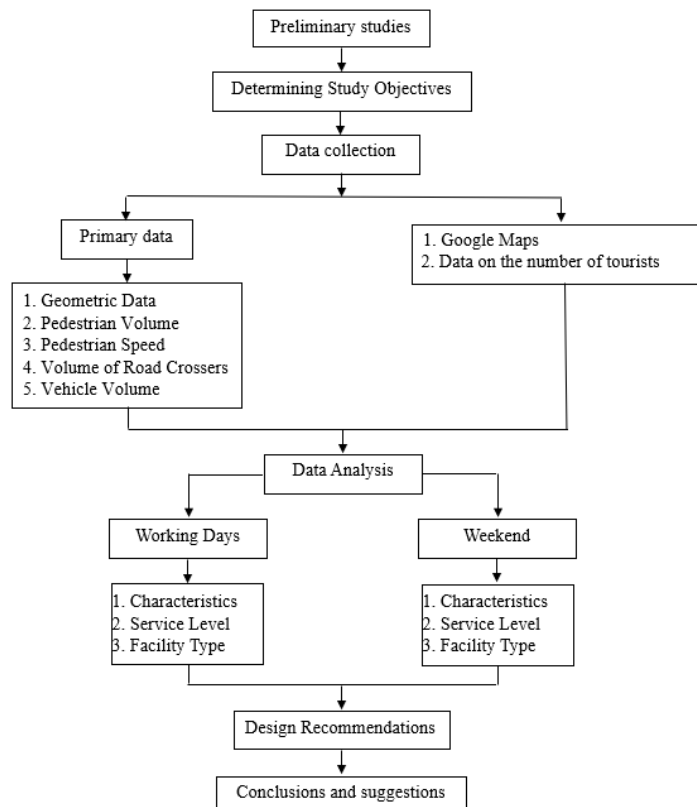 Preliminary studies
Determining Study Objectives
Data collection
Primary data
1. Geometric Data
2. Pedestrian Volume
3. Pedestrian Speed
4. Volume of Road Crossers
5. Vehicle Volume
1. Google Maps
2. Data on the number of tourists
Data Analysis
Working Days
1. Characteristics
2. Service Level
3. Facility Type
Weekend
1. Characteristics
2. Service Level
3. Facility Type
Design Recommendations
Conclusions and suggestions